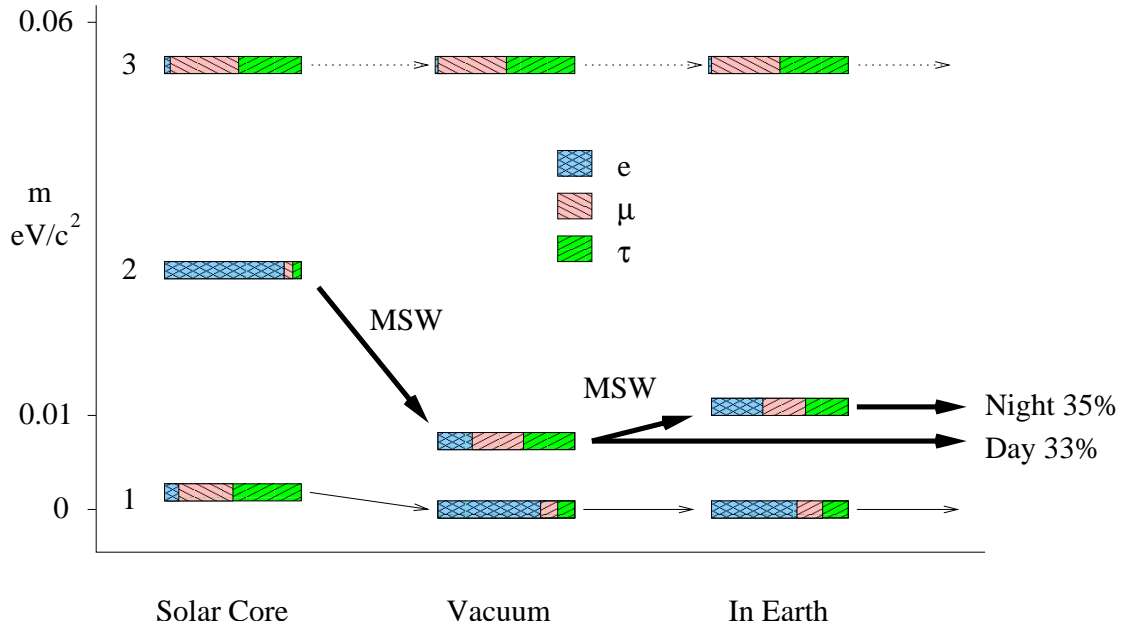 0.06
3
e
μ
τ
m
eV/c²
2
MSW
MSW
0.01
Night 35%
Day 33%
1
0
Solar Core Vacuum In Earth